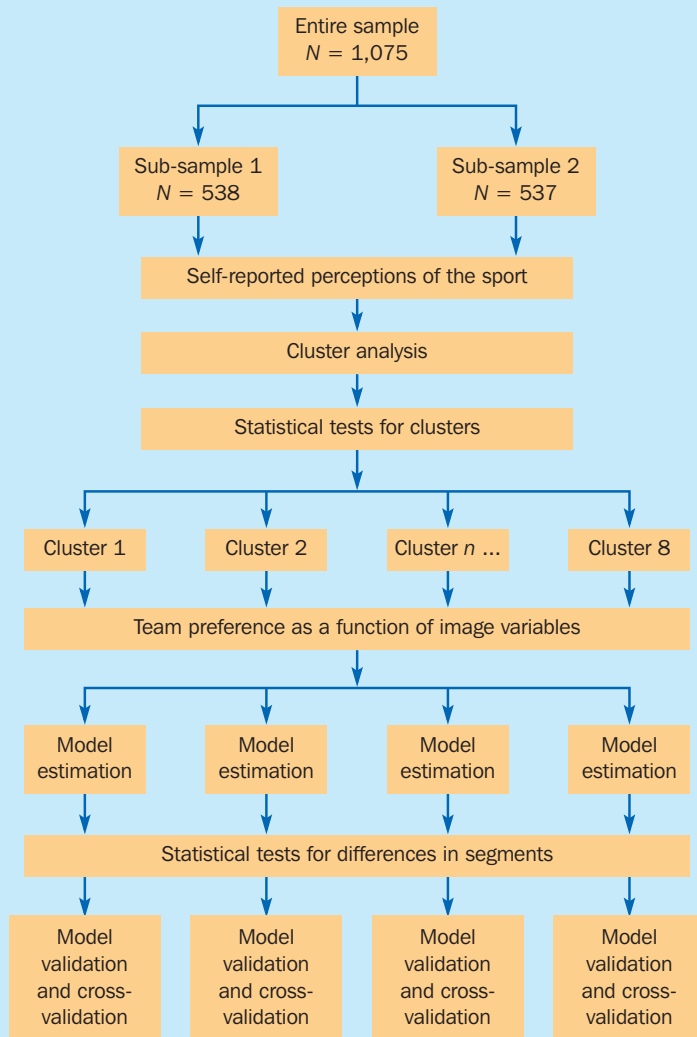 Entire sample
N = 1,075
Sub-sample 1
N = 538
Sub-sample 2
N = 537
Self-reported perceptions of the sport
Cluster analysis
Statistical tests for clusters
Cluster 1
Cluster 2
Cluster n ...
Cluster 8
Team preference as a function of image variables
Model
estimation
Model
estimation
Model
estimation
Model
estimation
Statistical tests for differences in segments
Model
validation
and cross-
validation
Model
validation
and cross-
validation
Model
validation
and cross-
validation
Model
validation
and cross-
validation